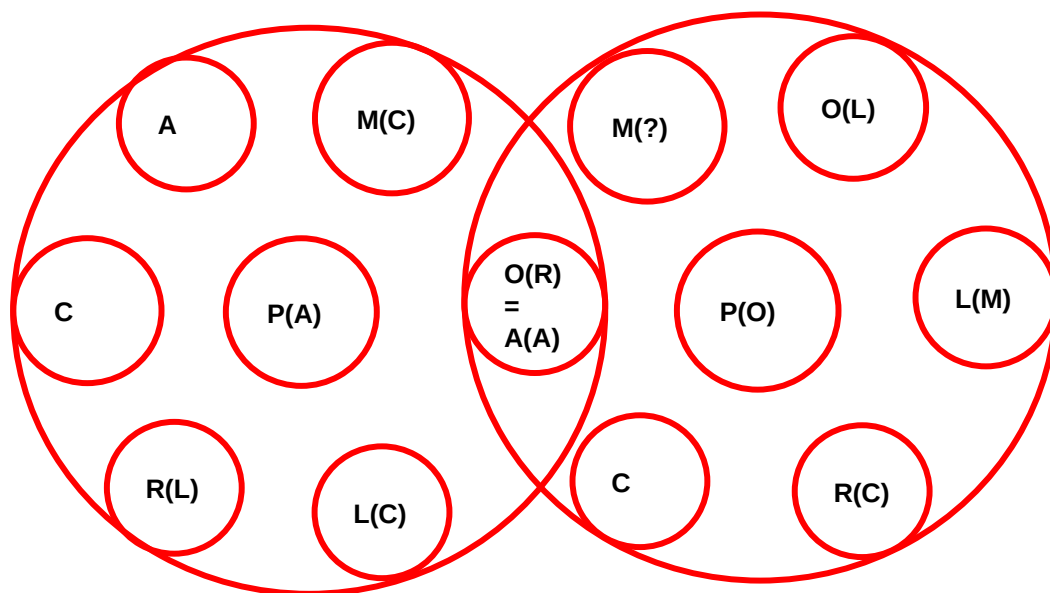 A
M(C)
M(?)
O(L)
C
P(A)
O(R)
=
A(A)
P(O)
L(M)
R(L)
L(C)
C
R(C)